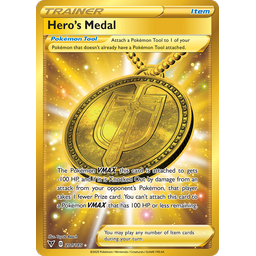 TRAINER
Item
Hero's Medal
Pokémon Tool
Attach a Pokémon Tool to 1 of your
Pokémon that doesn't already have a Pokémon Tool attached.
The Pokémon VMAX this card is attached to gets
-100 HP, and if it is Knocked Out by damage from an
attack from your opponent's Pokémon, that player
takes 1 fewer Prize card. You can't attach this card to
a Pokémon VMAX that has 100 HP or less remaining.
You may play any number of Item cards
during your turn.